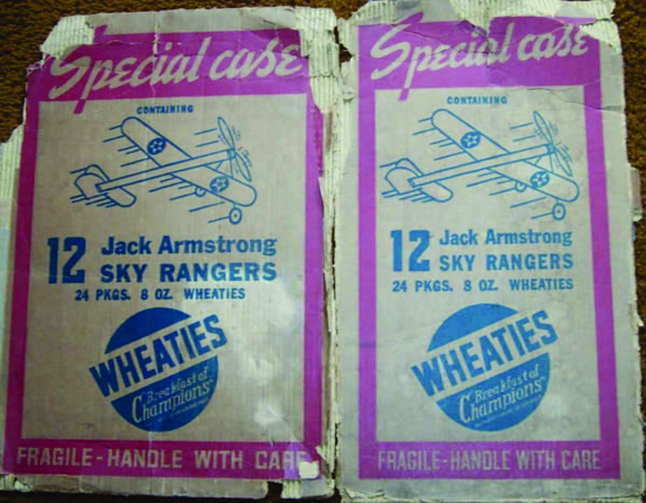 Special case
CONTAINING
12 Jack Armstrong
SKY RANGERS
24 PKGS. 8 OZ. WHEATIES
WHEATIES
Breakfast of
Champions
FRAGILE-HANDLE WITH CARE
Special case
CONTAINING
12 Jack Armstrong
SKY RANGERS
24 PKGS. 8 OZ. WHEATIES
WHEATIES
Breakfast of
Champions
FRAGILE-HANDLE WITH CARE